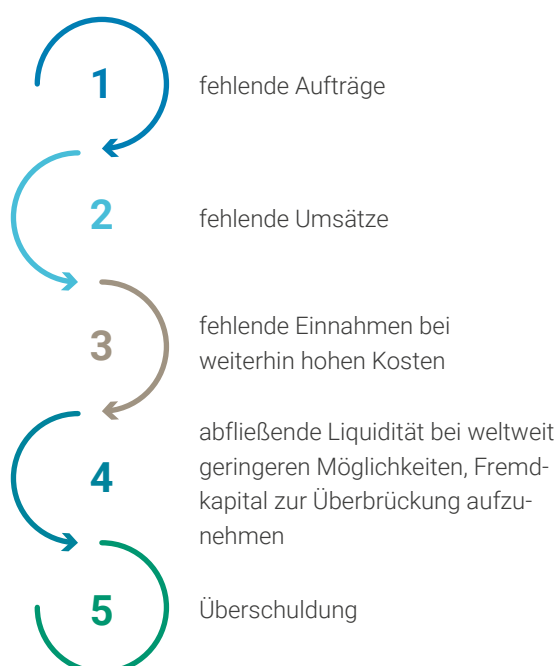 1
fehlende Aufträge
2
fehlende Umsätze
3
fehlende Einnahmen bei
weiterhin hohen Kosten
4
abfließende Liquidität bei weltweit
geringeren Möglichkeiten, Fremd-
kapital zur Überbrückung aufzu-
nehmen
5
Überschuldung